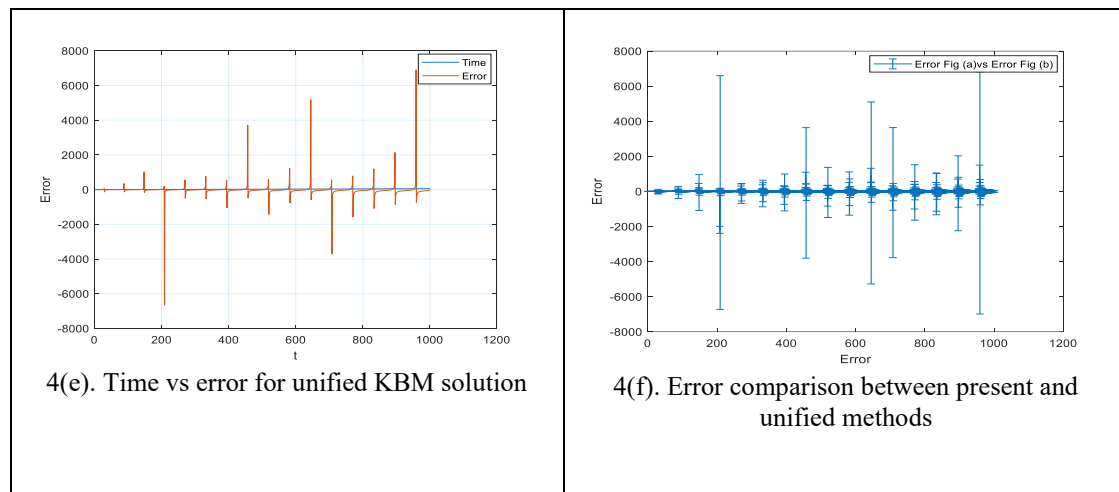 8000
6000
4000
2000
0
-2000
-4000
-6000
-8000
Error
Time
Error
0 200 400 600 800 1000 1200
t
4(e). Time vs error for unified KBM solution
8000
6000
4000
2000
0
-2000
-4000
-6000
-8000
Error
Error Fig (a)vs Error Fig (b)
0 200 400 600 800 1000 1200
Error
4(f). Error comparison between present and
unified methods